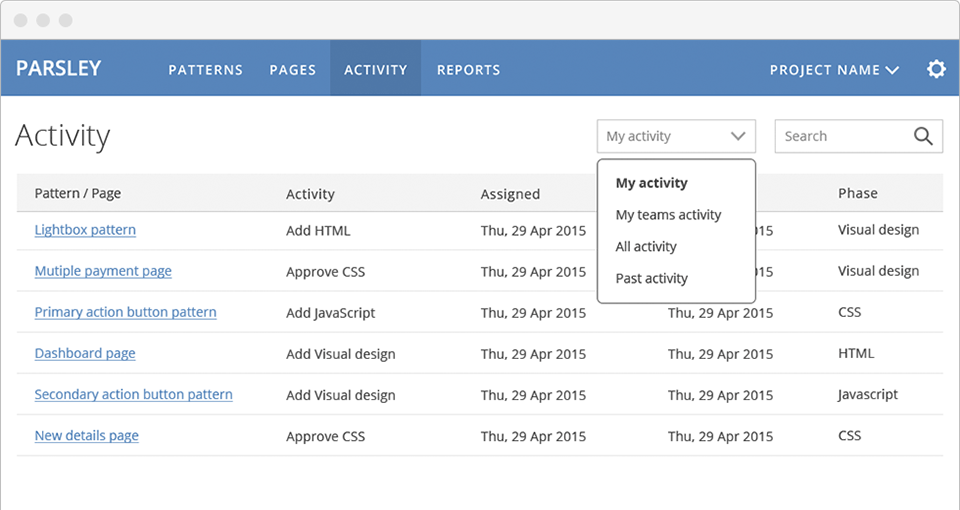 PARSLEY PATTERNS PAGES ACTIVITY REPORTS PROJECT NAME
Activity My activity Search
My activity
My teams activity
All activity
Past activity
Pattern / Page Activity Assigned Phase
Lightbox pattern Add HTML Thu, 29 Apr 2015 015 Visual design
Mutiple payment page Approve CSS Thu, 29 Apr 2015 015 Visual design
Primary action button pattern Add JavaScript Thu, 29 Apr 2015 Thu, 29 Apr 2015 CSS
Dashboard page Add Visual design Thu, 29 Apr 2015 Thu, 29 Apr 2015 HTML
Secondary action button pattern Add Visual design Thu, 29 Apr 2015 Thu, 29 Apr 2015 Javascript
New details page Approve CSS Thu, 29 Apr 2015 Thu, 29 Apr 2015 CSS